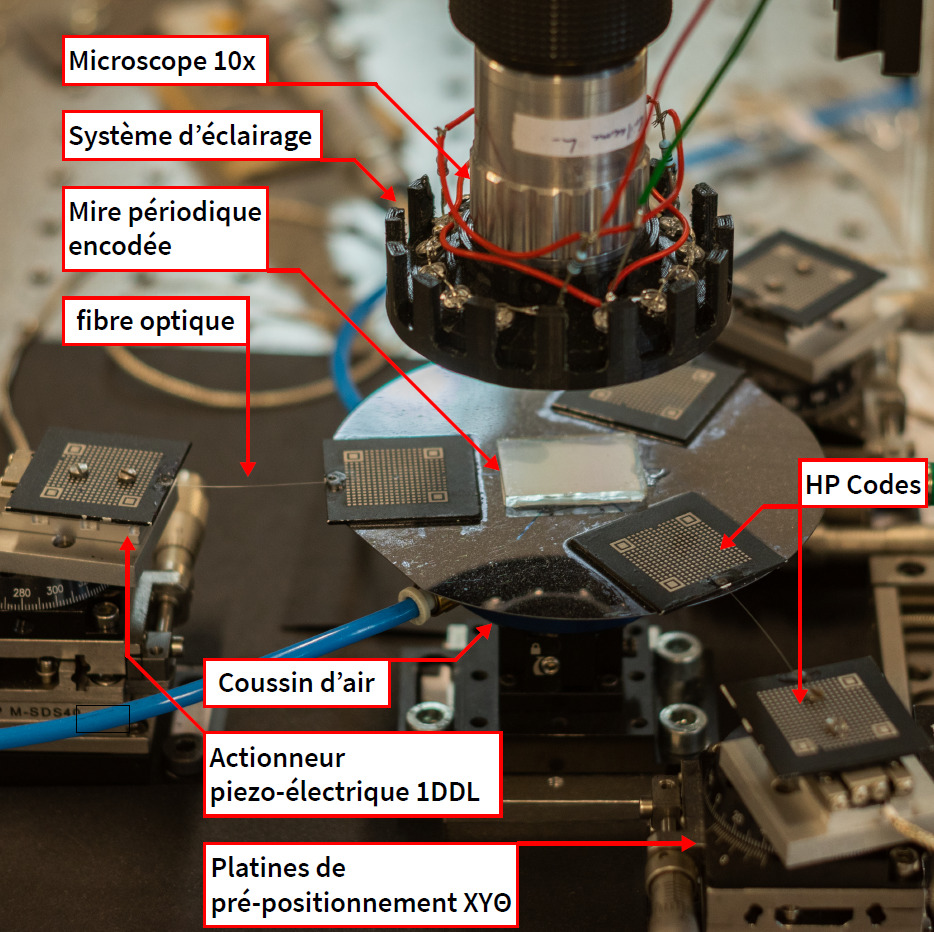 Microscope 10x
Système d'éclairage
Mire périodique
encodée
fibre optique
HP Codes
280 300
M-SDS40
Coussin d'air
Actionneur
piezo-électrique 1DDL
Platines de
pré-positionnement XYΘ